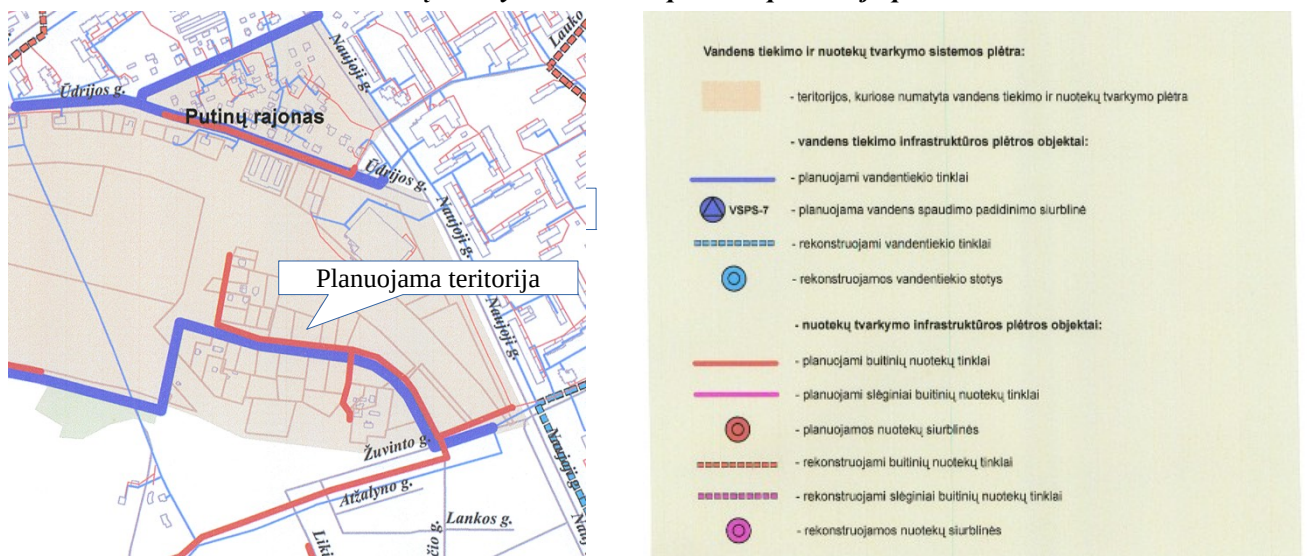 Naujoji g.
Lauko
Ūdrijos g.
Putinų rajonas
Ūdrijos g.
Naujoji g.
Planuojama teritorija
Naujoji g.
Žuvinto g.
Naujoji g.
Atžalyno g.
Lankos g.
Vandens tiekimo ir nuotekų tvarkymo sistemos plėtra:
- teritorijos, kuriose numatyta vandens tiekimo ir nuotekų tvarkymo plėtra
- vandens tiekimo infrastruktūros plėtros objektai:
- planuojami vandentiekio tinklai
VSPS-7 - planuojama vandens spaudimo padidinimo siurblinė
- rekonstruojami vandentiekio tinklai
- rekonstruojamos vandentiekio stotys
- nuotekų tvarkymo infrastruktūros plėtros objektai:
- planuojami buitinių nuotekų tinklai
- planuojami slėginiai buitinių nuotekų tinklai
- planuojamos nuotekų siurblinės
- rekonstruojami buitinių nuotekų tinklai
- rekonstruojami slėginiai buitinių nuotekų tinklai
- rekonstruojamos nuotekų siurblinės